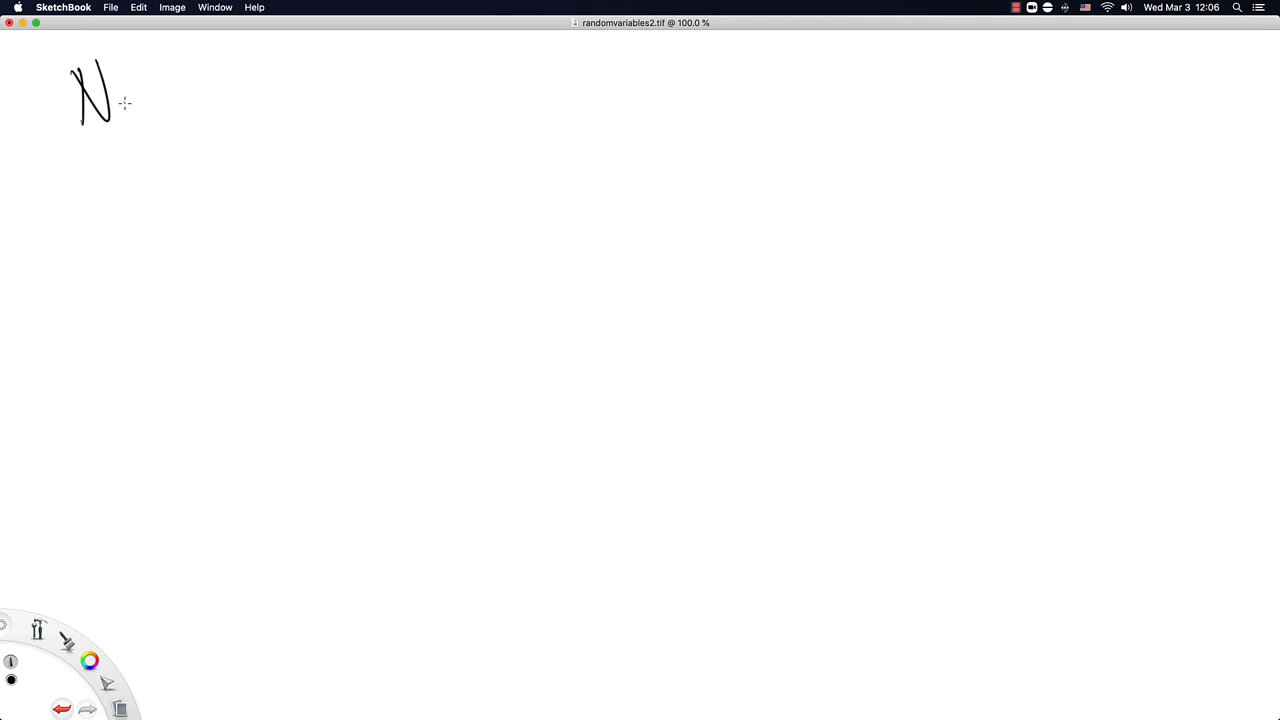 SketchBook File Edit Image Window Help Wed Mar 3 12:06
randomvariables2.tif @ 100.0 %
N